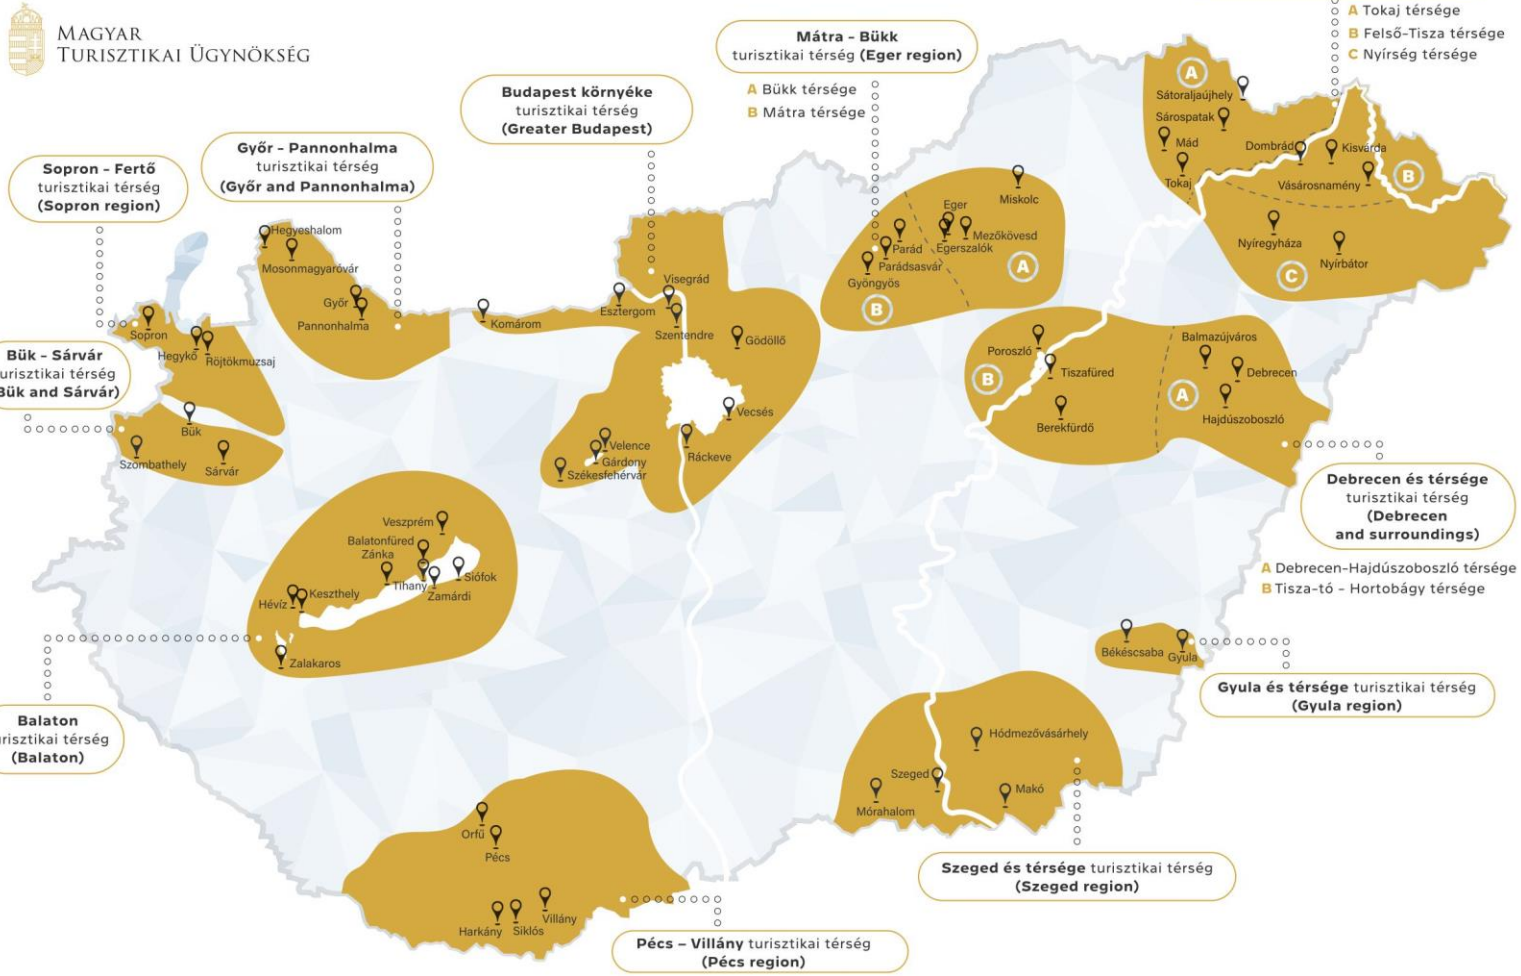 MAGYAR
TURISZTIKAI ÜGYNÖKSÉG
Mátra - Bükk
turisztikai térség (Eger region)
A Bükk térsége
B Mátra térsége
A Tokaj térsége
B Felső-Tisza térsége
C Nyírség térsége
Budapest környéke
turisztikai térség
(Greater Budapest)
Győr - Pannonhalma
turisztikai térség
(Győr and Pannonhalma)
Sopron - Fertő
turisztikai térség
(Sopron region)
Bük - Sárvár
urisztikai térség
Bük and Sárvár)
Balaton
urisztikai térség
(Balaton)
A
Sátoraljaújhely
Sárospatak
Mád
Tokaj
Dombrád
Kisvárda
Vásárosnamény
B
Nyíregyháza
Nyírbátor
C
Miskolc
Eger
Mezőkövesd
Egerszalók
Parád
Parádsasvár
Gyöngyös
A
B
Hegyeshalom
Mosonmagyaróvár
Győr
Pannonhalma
Komárom
Esztergom
Visegrád
Szentendre
Gödöllő
Vecsés
Ráckeve
Velence
Gárdony
Székesfehérvár
Sopron
Hegykő
Röjtökmuzsaj
Bük
Szombathely
Sárvár
Poroszló
Tiszafüred
Berekfürdő
B
Balmazújváros
Debrecen
Hajdúszoboszló
A
Debrecen és térsége
turisztikai térség
(Debrecen
and surroundings)
A Debrecen-Hajdúszoboszló térsége
B Tisza-tó - Hortobágy térsége
Veszprém
Balatonfüred
Zánka
Tihany
Siófok
Zamárdi
Keszthely
Hévíz
Zalakaros
Békéscsaba
Gyula
Gyula és térsége turisztikai térség
(Gyula region)
Hódmezővásárhely
Szeged
Makó
Mórahalom
Szeged és térsége turisztikai térség
(Szeged region)
Orfű
Pécs
Harkány
Siklós
Villány
Pécs – Villány turisztikai térség
(Pécs region)